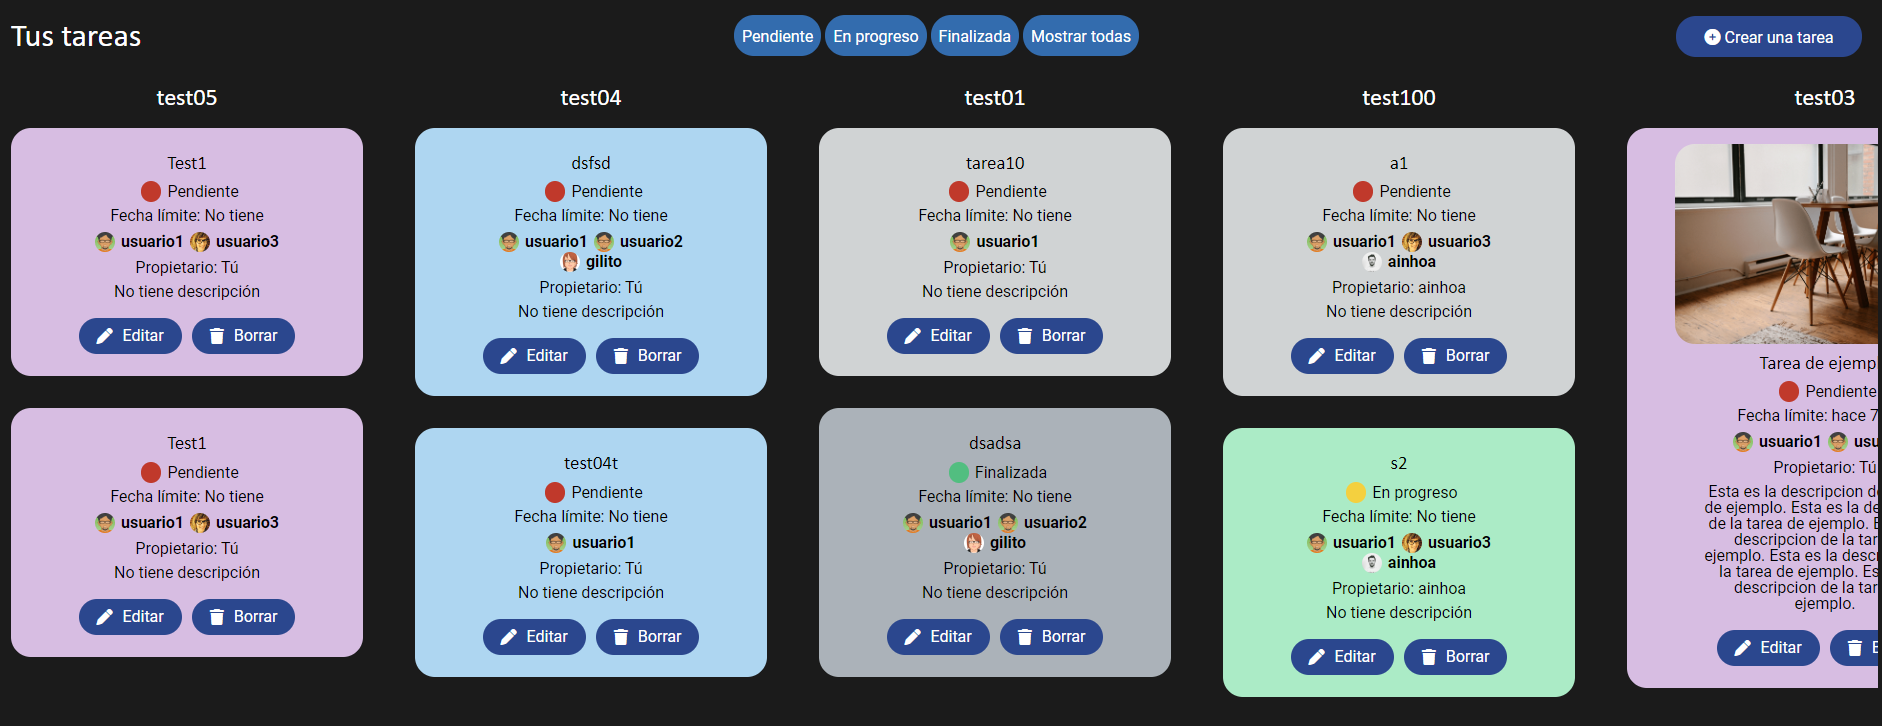 Tus tareas
Pendiente
En progreso
Finalizada
Mostrar todas
Crear una tarea
test05
Test1
Pendiente
Fecha límite: No tiene
usuario1 usuario3
Propietario: Tú
No tiene descripción
Editar Borrar
Test1
Pendiente
Fecha límite: No tiene
usuario1 usuario3
Propietario: Tú
No tiene descripción
Editar Borrar
test04
dsfsd
Pendiente
Fecha límite: No tiene
usuario1 usuario2
gilito
Propietario: Tú
No tiene descripción
Editar Borrar
test04t
Pendiente
Fecha límite: No tiene
usuario1
Propietario: Tú
No tiene descripción
Editar Borrar
test01
tarea10
Pendiente
Fecha límite: No tiene
usuario1
Propietario: Tú
No tiene descripción
Editar Borrar
dsadsa
Finalizada
Fecha límite: No tiene
usuario1 usuario2
gilito
Propietario: Tú
No tiene descripción
Editar Borrar
test100
a1
Pendiente
Fecha límite: No tiene
usuario1 usuario3
ainhoa
Propietario: ainhoa
No tiene descripción
Editar Borrar
s2
En progreso
Fecha límite: No tiene
usuario1 usuario3
ainhoa
Propietario: ainhoa
No tiene descripción
Editar Borrar
test03
Tarea de
Pendiente
Fecha límite: hace 7
usuario1
Propietario: Tú
Esta es la descripcion
de ejemplo. Esta es la
de la tarea de ejemplo.
descripcion de la
ejemplo. Esta es la
la tarea de ejemplo.
descripcion de la
ejemplo.
Editar